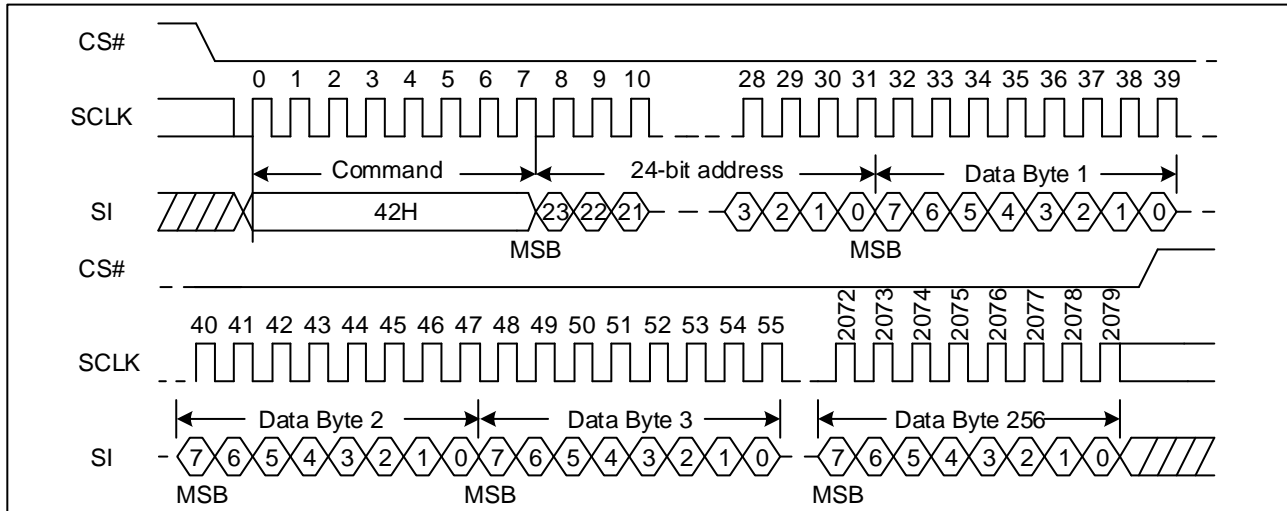 CS#
0 1 2 3 4 5 6 7 8 9 10 28 29 30 31 32 33 34 35 36 37 38 39
SCLK
Command 24-bit address Data Byte 1
SI 42H 23 22 21 3 2 1 0 7 6 5 4 3 2 1 0
MSB MSB
CS#
40 41 42 43 44 45 46 47 48 49 50 51 52 53 54 55 2072 2073 2074 2075 2076 2077 2078 2079
SCLK
Data Byte 2 Data Byte 3 Data Byte 256
SI 7 6 5 4 3 2 1 0 7 6 5 4 3 2 1 0 7 6 5 4 3 2 1 0
MSB MSB MSB